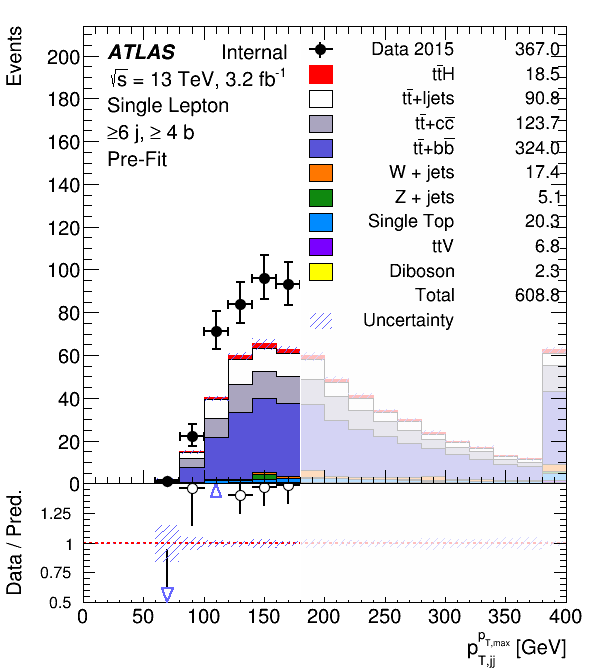 Events
ATLAS Internal
√s = 13 TeV, 3.2 fb⁻¹
Single Lepton
≥6 j, ≥ 4 b
Pre-Fit
Data 2015 367.0
tt̄H 18.5
tt̄+ljets 90.8
tt̄+cc̄ 123.7
tt̄+bb̄ 324.0
W + jets 17.4
Z + jets 5.1
Single Top 20.3
ttV 6.8
Diboson 2.3
Total 608.8
Uncertainty
200
180
160
140
120
100
80
60
40
20
0
Data / Pred.
1.25
1
0.75
0.5
0 50 100 150 200 250 300 350 400
p_{T,jj}^{p_{T,max}} [GeV]